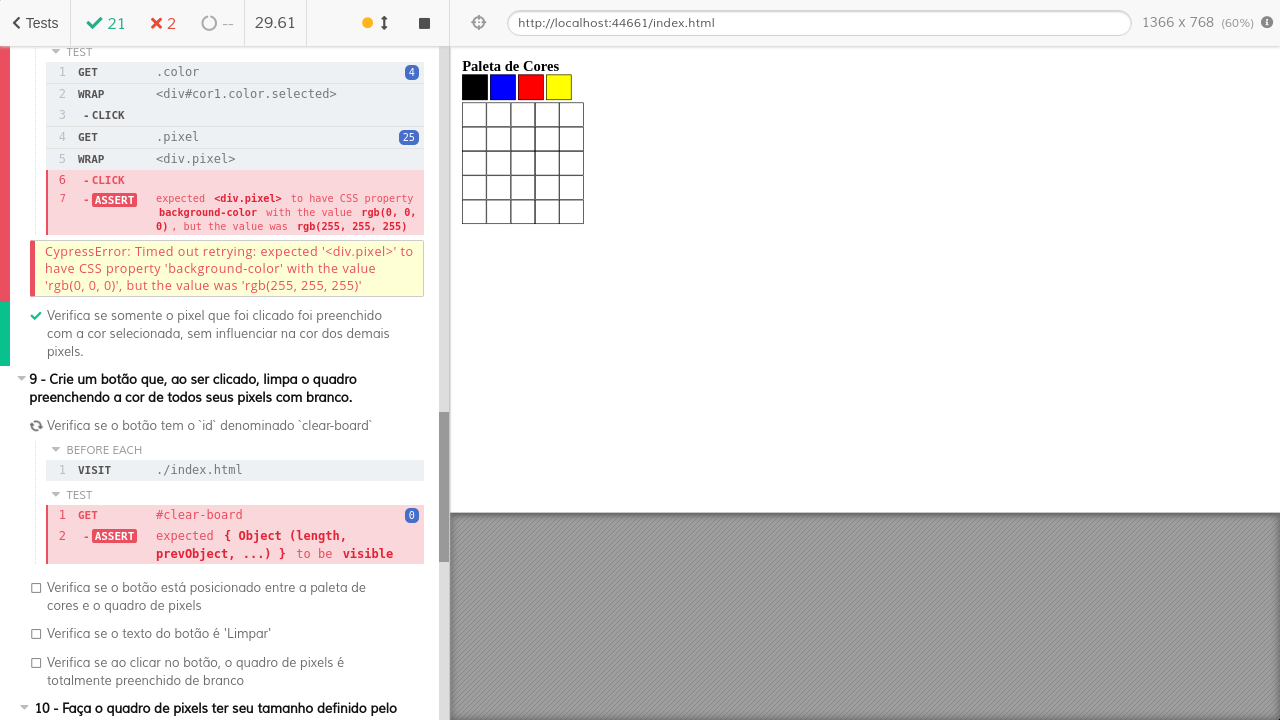 Tests 21 2 -- 29.61
http://localhost:44661/index.html 1366 x 768 (60%)
TEST
1 GET .color 4
2 WRAP <div#cor1.color.selected>
3 - CLICK
4 GET .pixel 25
5 WRAP <div.pixel>
6 - CLICK
7 - ASSERT expected <div.pixel> to have CSS property
background-color with the value rgb(0, 0,
0) , but the value was rgb(255, 255, 255)
CypressError: Timed out retrying: expected '<div.pixel>' to
have CSS property 'background-color' with the value
'rgb(0, 0, 0)', but the value was 'rgb(255, 255, 255)'
Verifica se somente o pixel que foi clicado foi preenchido
com a cor selecionada, sem influenciar na cor dos demais
pixels.
9 - Crie um botão que, ao ser clicado, limpa o quadro
preenchendo a cor de todos seus pixels com branco.
Verifica se o botão tem o `id` denominado `clear-board`
BEFORE EACH
1 VISIT ./index.html
TEST
1 GET #clear-board 0
2 - ASSERT expected { Object (length,
prevObject, ...) } to be visible
Verifica se o botão está posicionado entre a paleta de
cores e o quadro de pixels
Verifica se o texto do botão é 'Limpar'
Verifica se ao clicar no botão, o quadro de pixels é
totalmente preenchido de branco
10 - Faça o quadro de pixels ter seu tamanho definido pelo
Paleta de Cores